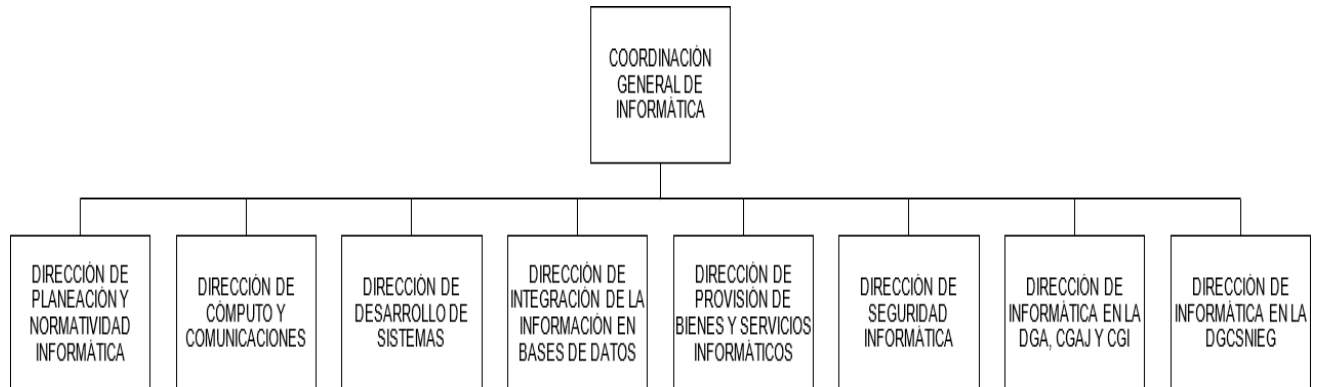 COORDINACIÓN
GENERAL DE
INFORMÁTICA
DIRECCIÓN DE
PLANEACIÓN Y
NORMATIVIDAD
INFORMÁTICA
DIRECCIÓN DE
CÓMPUTO Y
COMUNICACIONES
DIRECCIÓN DE
DESARROLLO DE
SISTEMAS
DIRECCIÓN DE
INTEGRACIÓN DE LA
INFORMACIÓN EN
BASES DE DATOS
DIRECCIÓN DE
PROVISIÓN DE
BIENES Y SERVICIOS
INFORMÁTICOS
DIRECCIÓN DE
SEGURIDAD
INFORMÁTICA
DIRECCIÓN DE
INFORMÁTICA EN LA
DGA, CGAJ Y CGI
DIRECCIÓN DE
INFORMÁTICA EN LA
DGCSNIEG